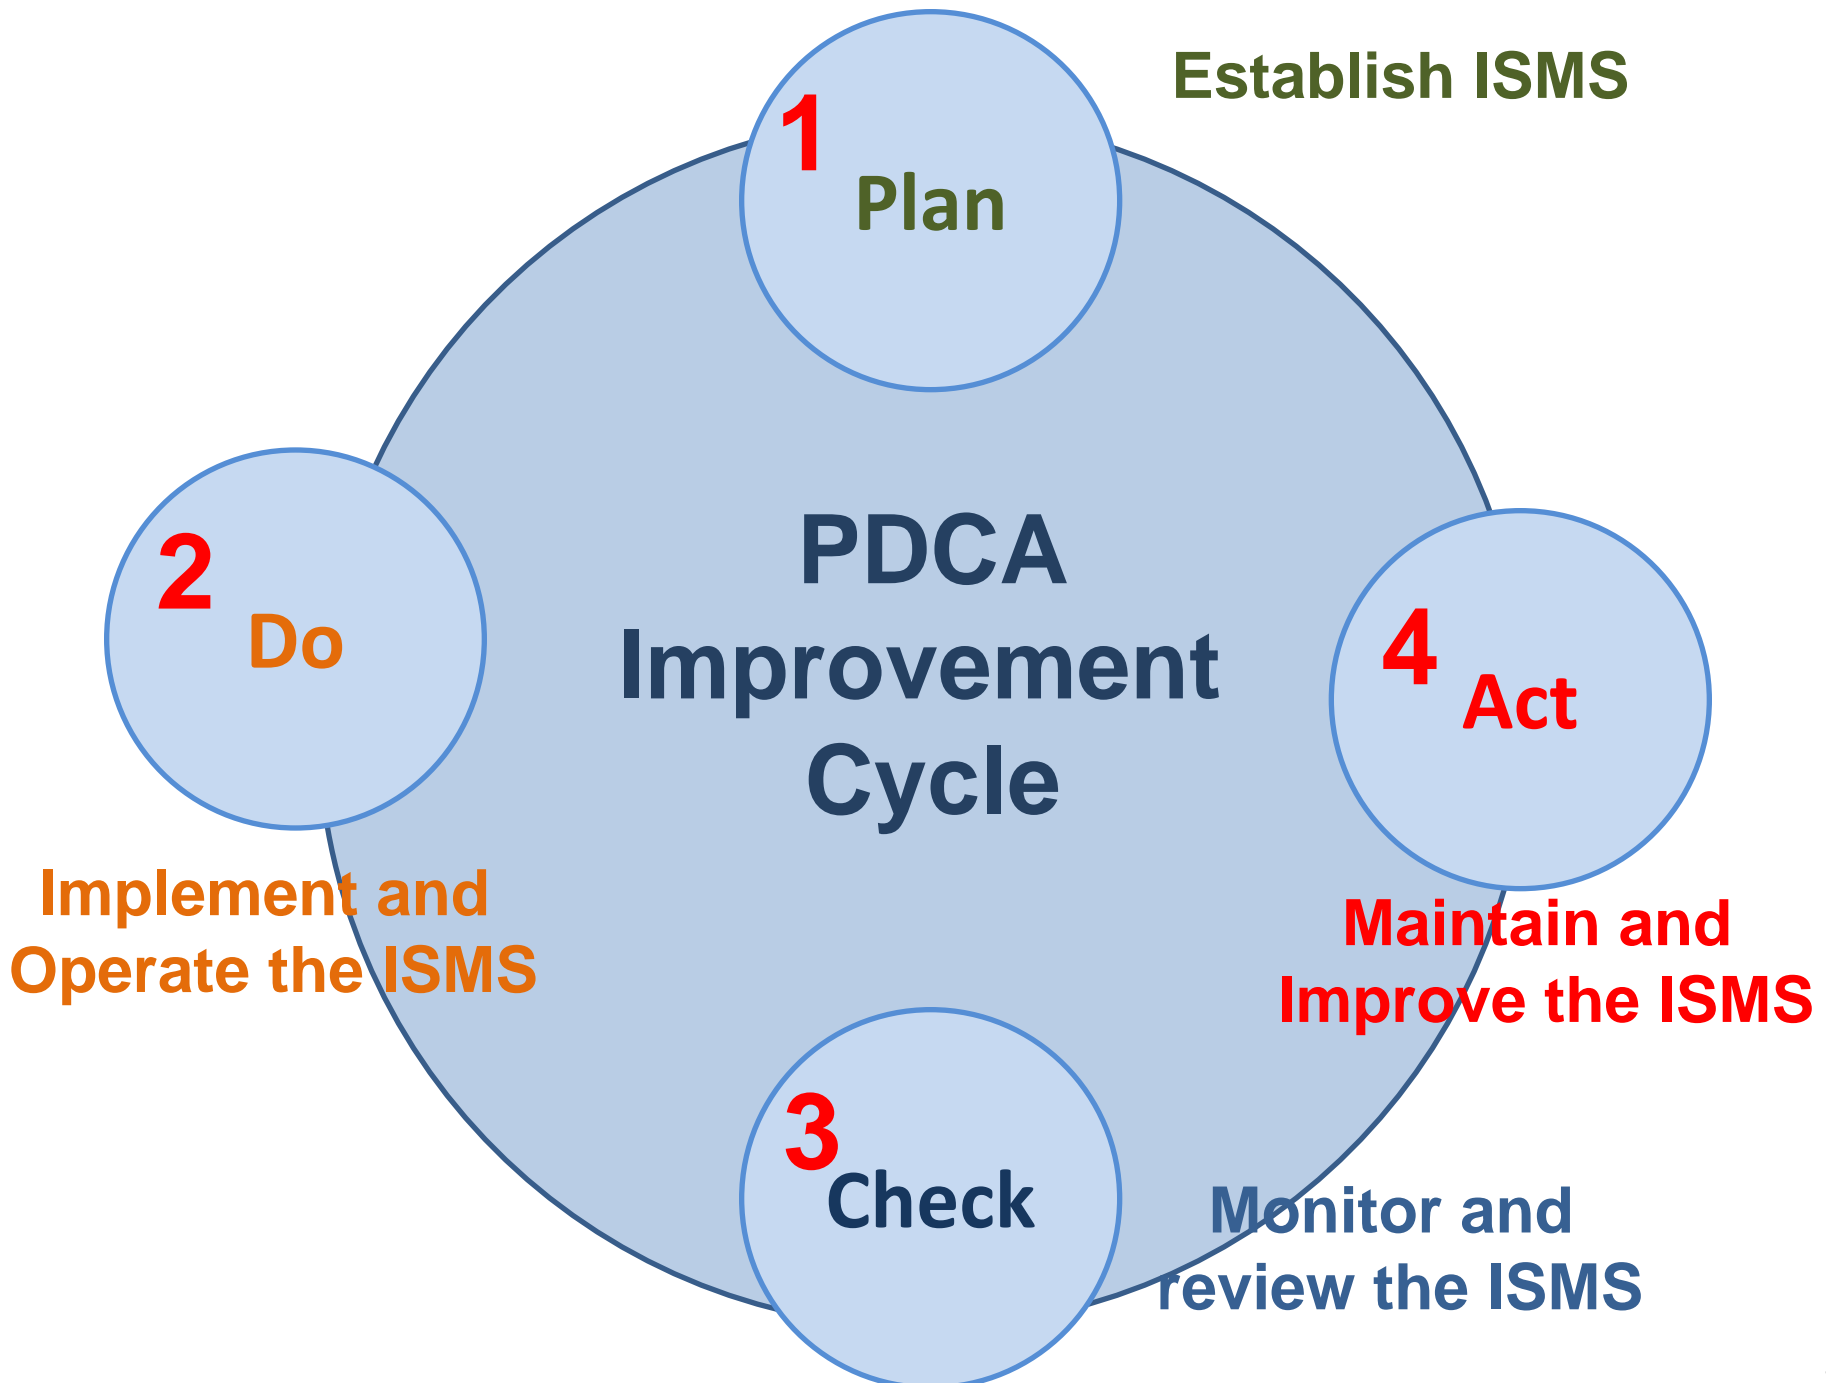 Establish ISMS
1
Plan
2
Do
PDCA
Improvement
Cycle
4
Act
Implement and
Operate the ISMS
Maintain and
Improve the ISMS
3
Check
Monitor and
review the ISMS